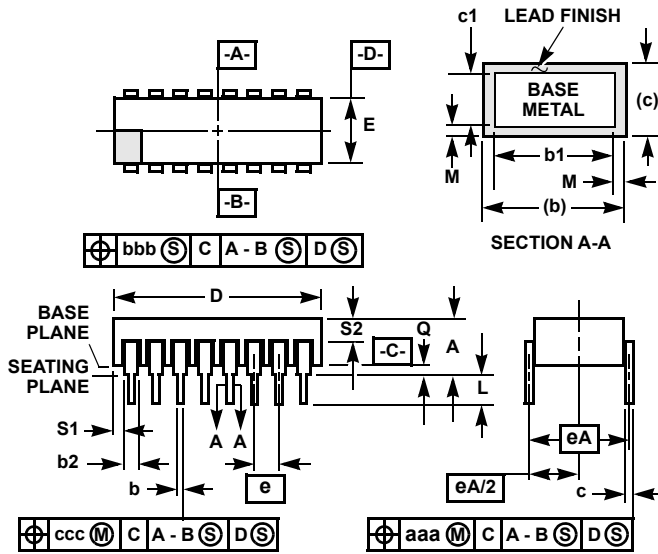 c1 LEAD FINISH
-A- -D-
BASE
METAL
E
(c)
M
b1
M
-B-
(b)
SECTION A-A
⌖ bbb Ⓢ C A - B Ⓢ D Ⓢ
D
BASE
PLANE
S2 Q
-C- A
SEATING
PLANE
L
S1
A A
eA
b2
b e
eA/2 c
⌖ ccc Ⓜ C A - B Ⓢ D Ⓢ
⌖ aaa Ⓜ C A - B Ⓢ D Ⓢ